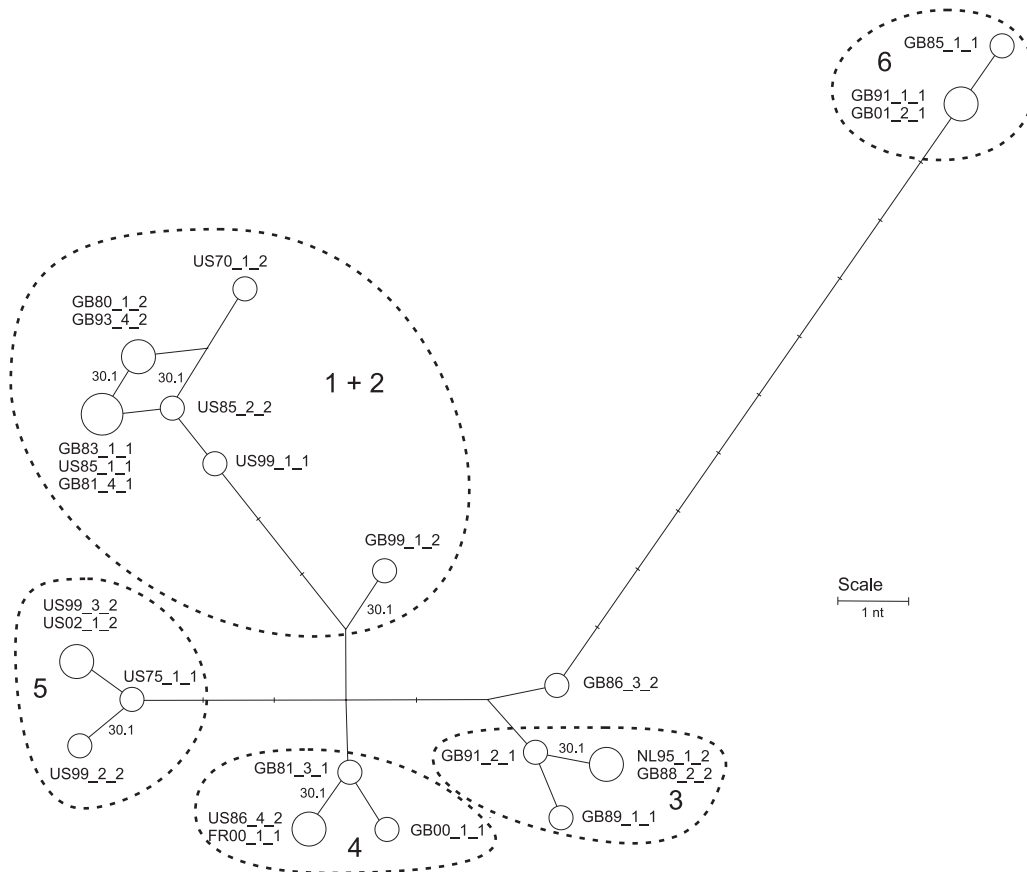 GB85_1_1
6
GB91_1_1
GB01_2_1
US70_1_2
GB80_1_2
GB93_4_2
30.1
30.1
1 + 2
US85_2_2
GB83_1_1
US85_1_1
GB81_4_1
US99_1_1
GB99_1_2
30.1
Scale
1 nt
US99_3_2
US02_1_2
5
US75_1_1
30.1
US99_2_2
GB86_3_2
GB91_2_1
30.1
NL95_1_2
GB88_2_2
3
GB89_1_1
GB81_3_1
30.1
US86_4_2
FR00_1_1
4
GB00_1_1